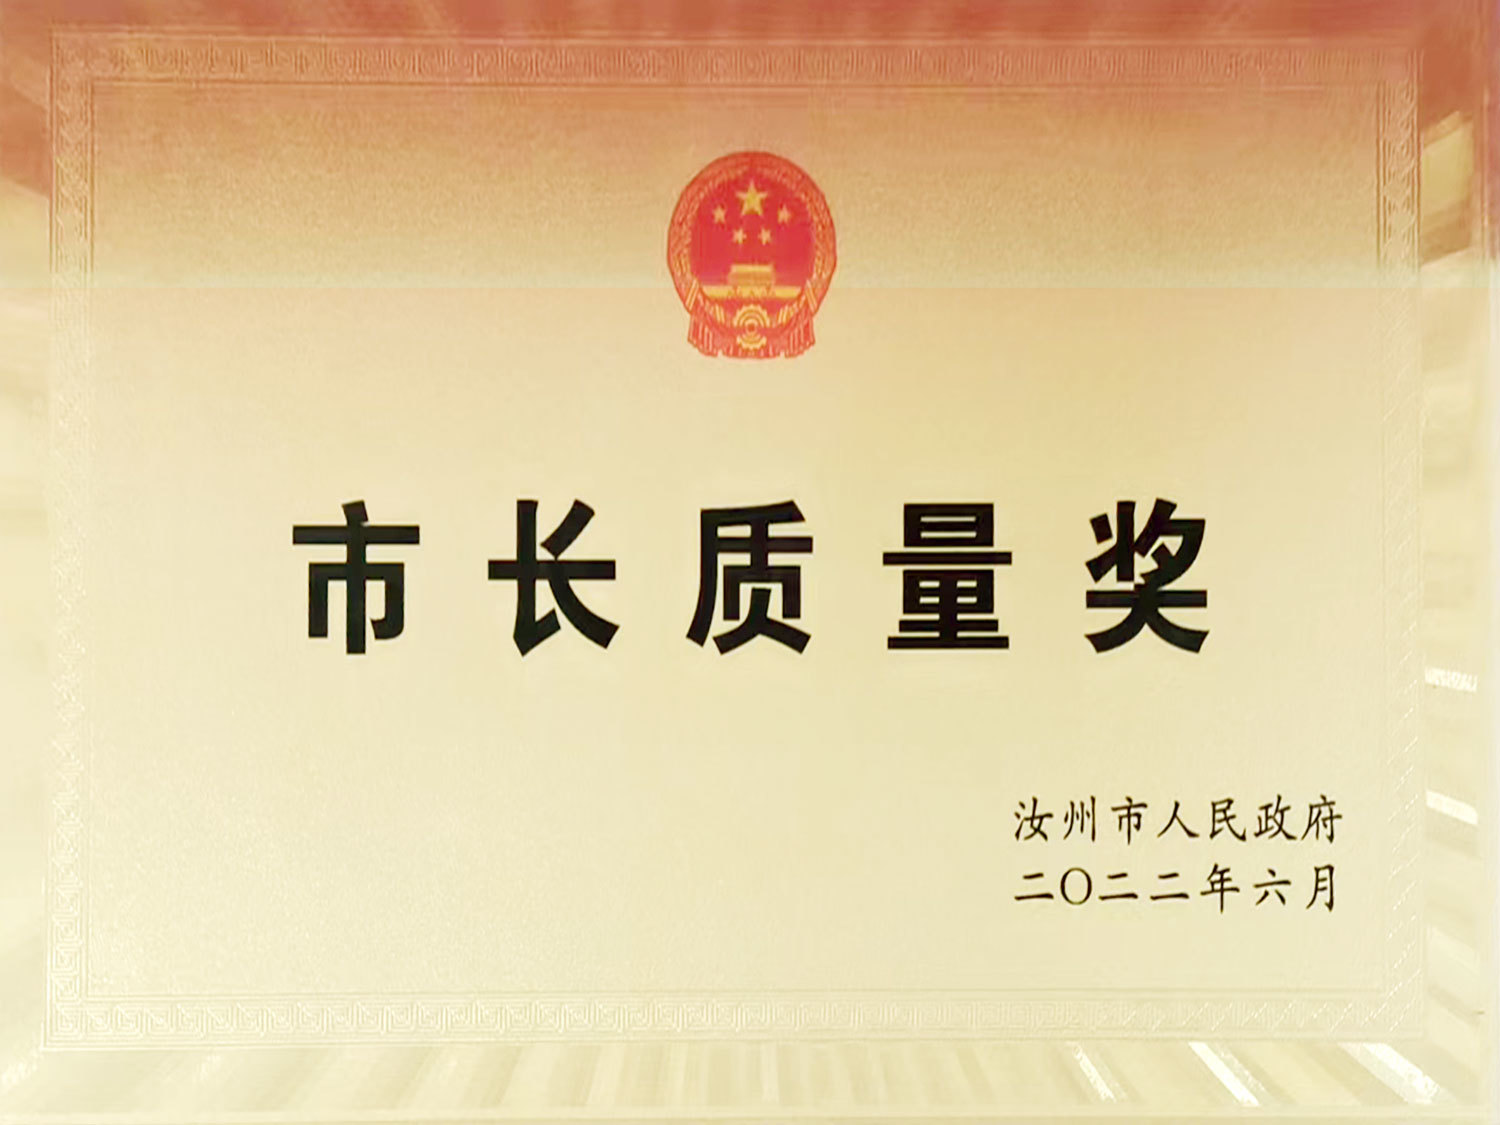 市长质量奖
汝州市人民政府
二〇二二年六月